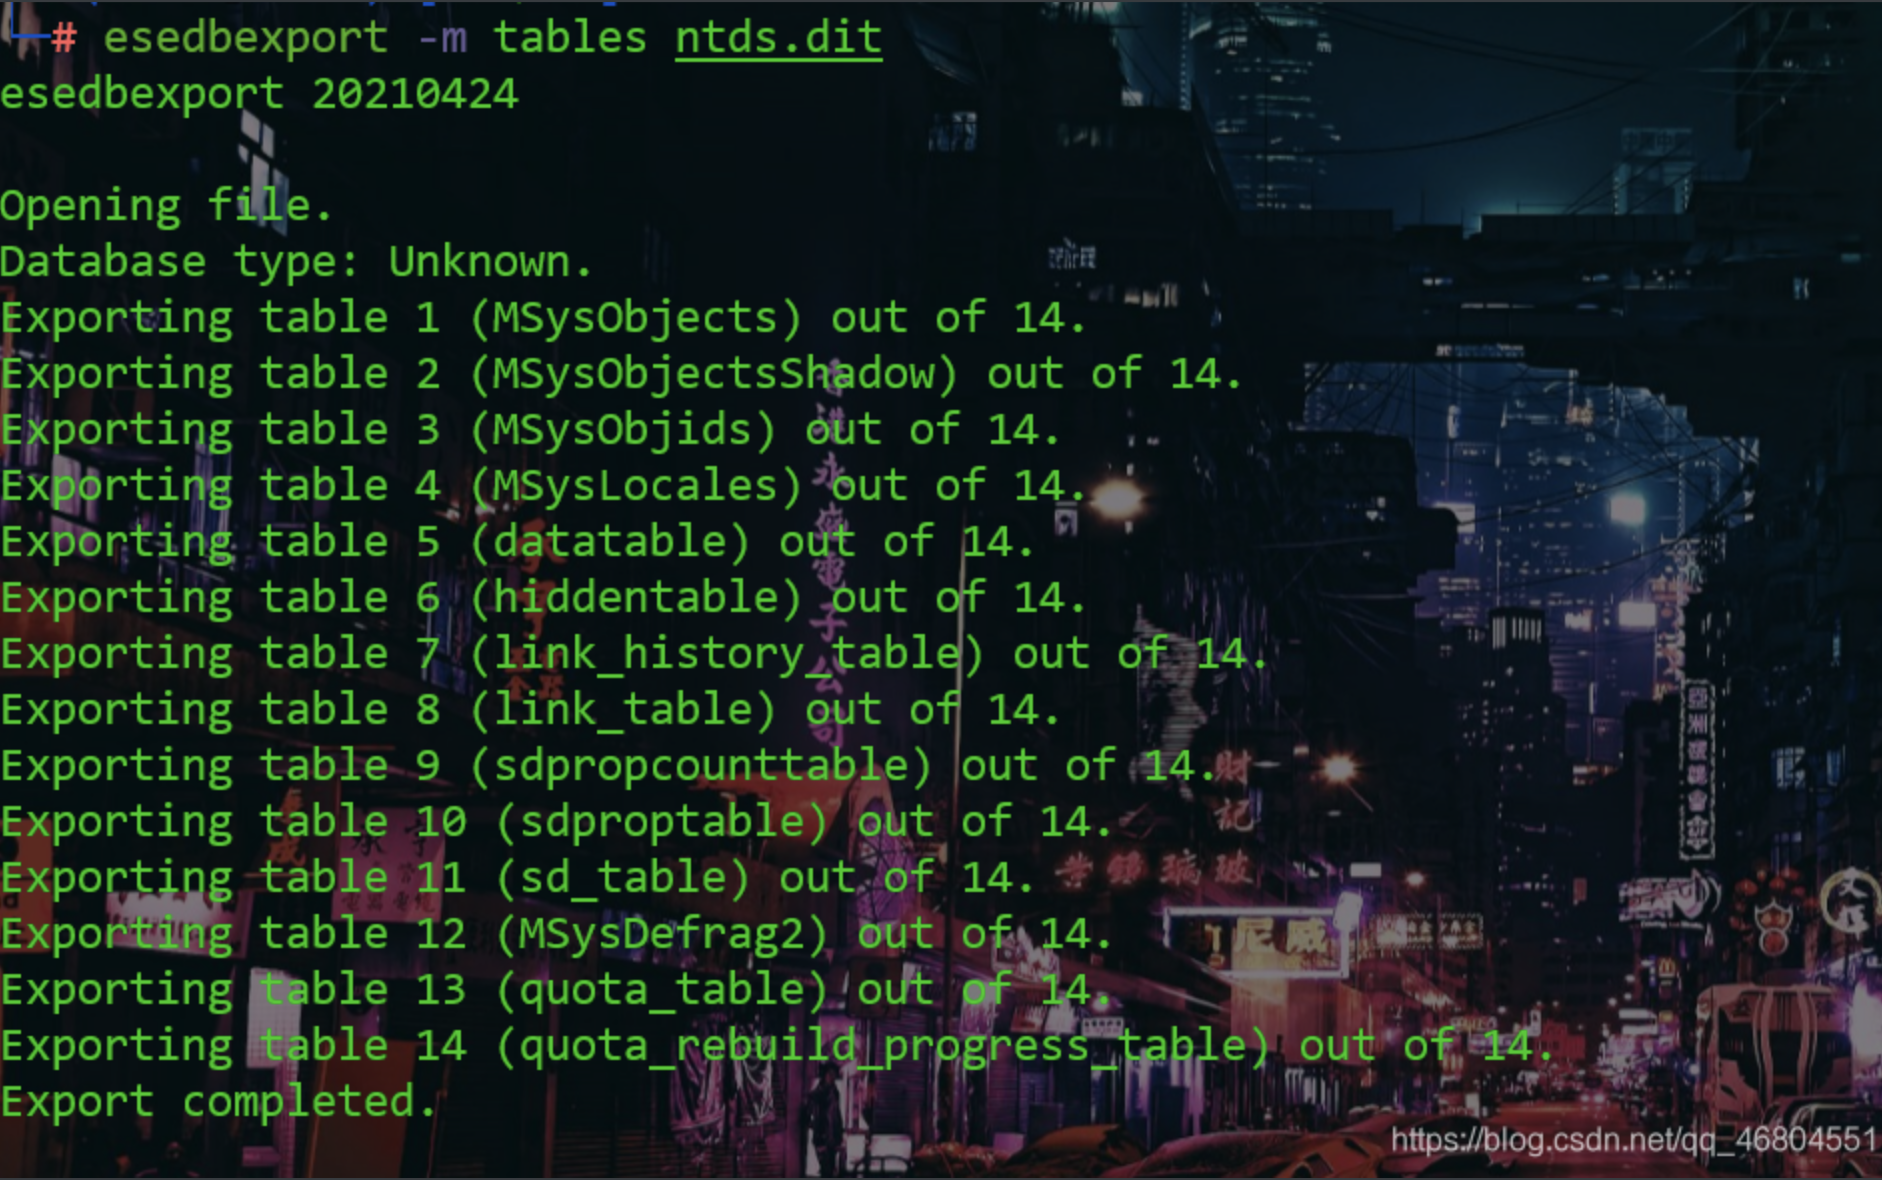 # esedbexport -m tables ntds.dit
esedbexport 20210424
Opening file.
Database type: Unknown.
Exporting table 1 (MSysObjects) out of 14.
Exporting table 2 (MSysObjectsShadow) out of 14.
Exporting table 3 (MSysObjids) out of 14.
Exporting table 4 (MSysLocales) out of 14.
Exporting table 5 (datatable) out of 14.
Exporting table 6 (hiddentable) out of 14.
Exporting table 7 (link_history_table) out of 14.
Exporting table 8 (link_table) out of 14.
Exporting table 9 (sdpropcounttable) out of 14.
Exporting table 10 (sdproptable) out of 14.
Exporting table 11 (sd_table) out of 14.
Exporting table 12 (MSysDefrag2) out of 14.
Exporting table 13 (quota_table) out of 14.
Exporting table 14 (quota_rebuild_progress_table) out of 14.
Export completed.
https://blog.csdn.net/qq_46804551